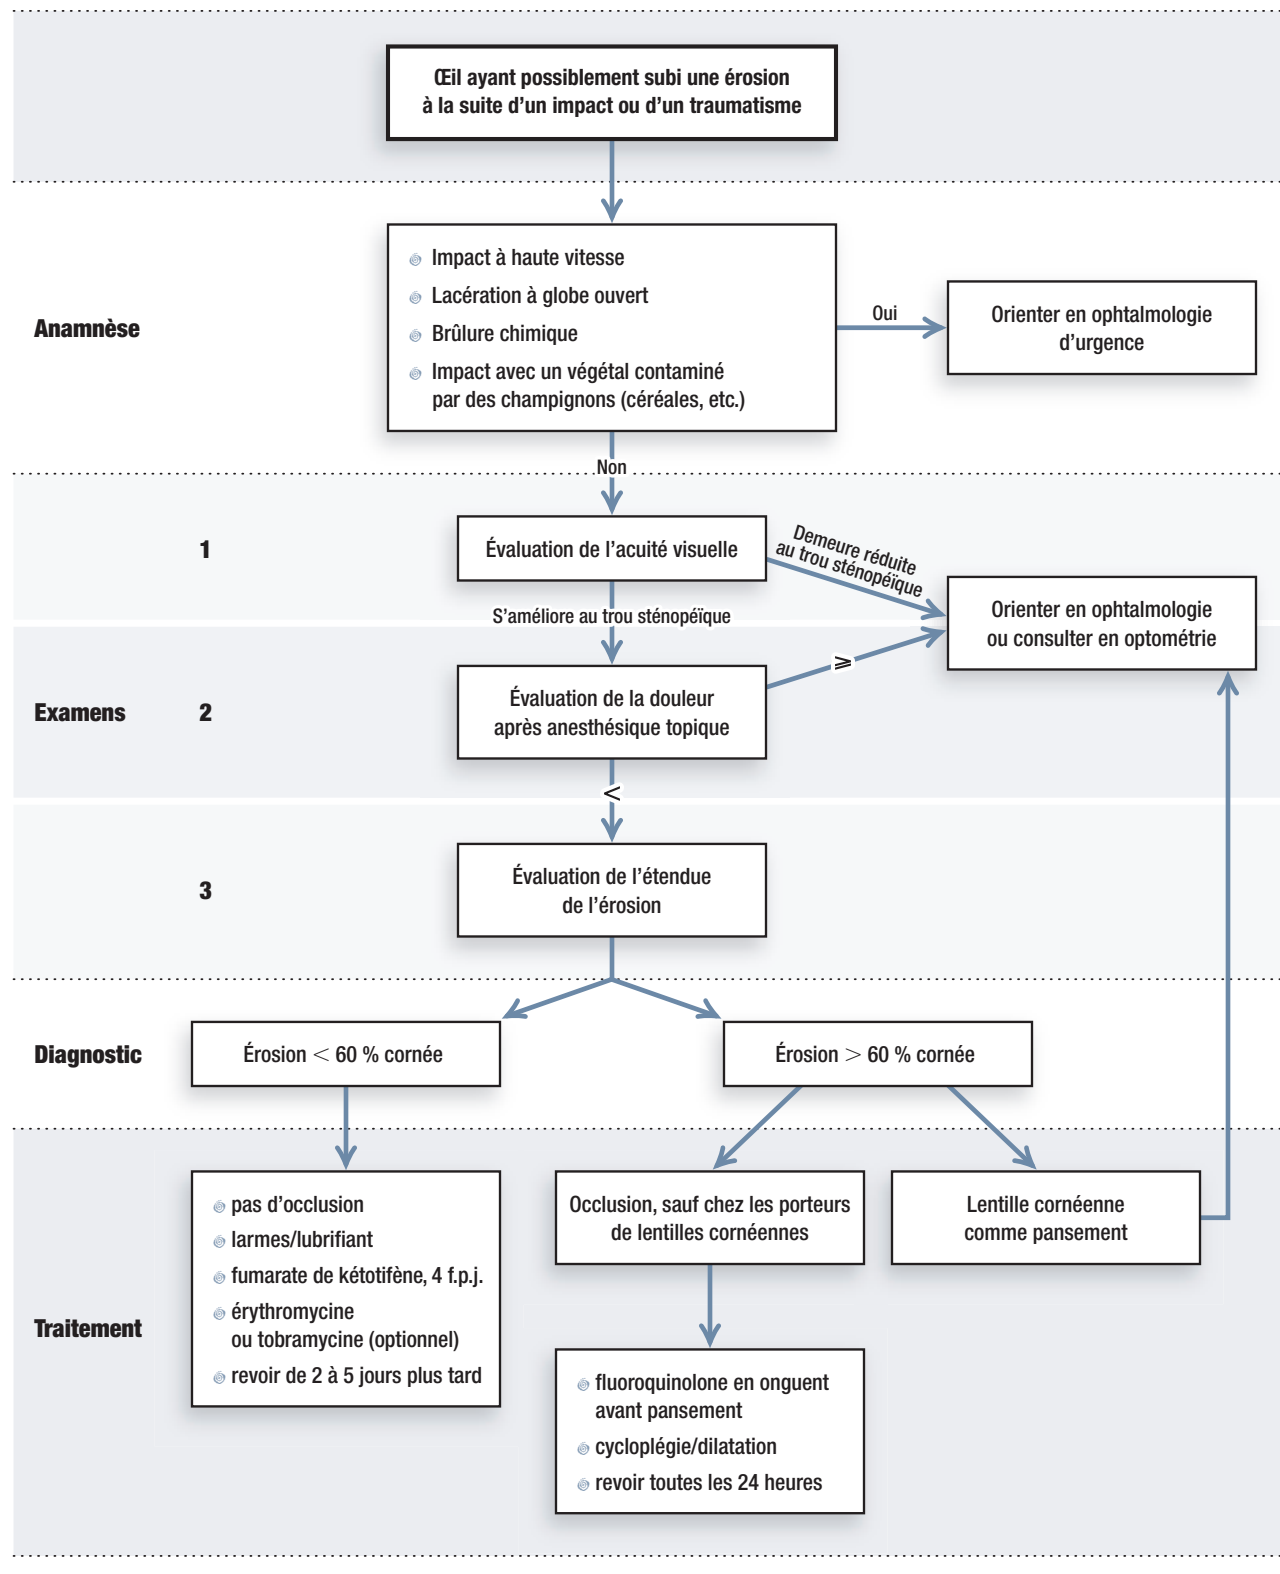 Œil ayant possiblement subi une érosion
à la suite d’un impact ou d’un traumatisme
Anamnèse
Impact à haute vitesse
Lacération à globe ouvert
Brûlure chimique
Impact avec un végétal contaminé
par des champignons (céréales, etc.)
Oui
Orienter en ophtalmologie
d’urgence
Non
1
Évaluation de l’acuité visuelle
Demeure réduite
au trou sténopéïque
Orienter en ophtalmologie
ou consulter en optométrie
S’améliore au trou sténopéïque
Examens
2
Évaluation de la douleur
après anesthésique topique
⩾
<
3
Évaluation de l’étendue
de l’érosion
Diagnostic
Érosion < 60 % cornée
Érosion > 60 % cornée
Traitement
pas d’occlusion
larmes/lubrifiant
fumarate de kétotifène, 4 f.p.j.
érythromycine
ou tobramycine (optionnel)
revoir de 2 à 5 jours plus tard
Occlusion, sauf chez les porteurs
de lentilles cornéennes
Lentille cornéenne
comme pansement
fluoroquinolone en onguent
avant pansement
cycloplégie/dilatation
revoir toutes les 24 heures